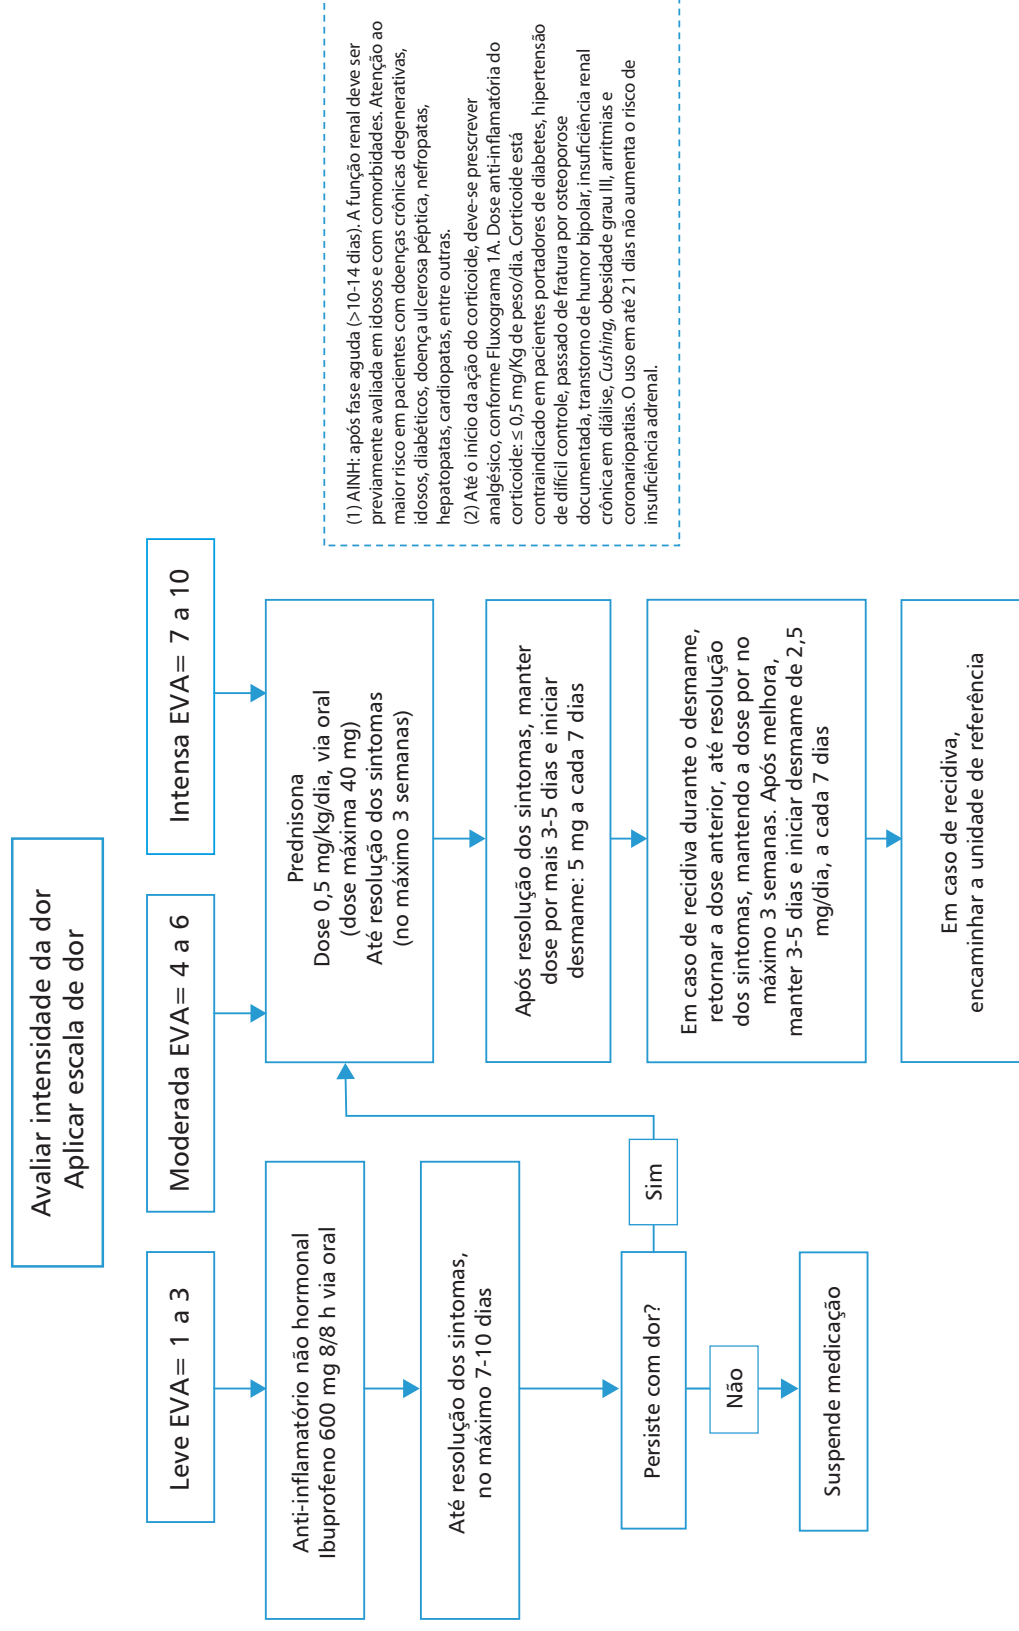 Avaliar intensidade da dor
Aplicar escala de dor
Leve EVA= 1 a 3
Moderada EVA= 4 a 6
Intensa EVA= 7 a 10
Anti-inflamatório não hormonal
Ibuprofeno 600 mg 8/8 h via oral
Até resolução dos sintomas,
no máximo 7-10 dias
Persiste com dor?
Sim
Não
Suspende medicação
Prednisona
Dose 0,5 mg/kg/dia, via oral
(dose máxima 40 mg)
Até resolução dos sintomas
(no máximo 3 semanas)
Após resolução dos sintomas, manter
dose por mais 3-5 dias e iniciar
desmame: 5 mg a cada 7 dias
Em caso de recidiva durante o desmame,
retornar a dose anterior, até resolução
dos sintomas, mantendo a dose por no
máximo 3 semanas. Após melhora,
manter 3-5 dias e iniciar desmame de 2,5
mg/dia, a cada 7 dias
Em caso de recidiva,
encaminhar a unidade de referência
(1) AINH: após fase aguda (>10-14 dias). A função renal deve ser
previamente avaliada em idosos e com comorbidades. Atenção ao
maior risco em pacientes com doenças crônicas degenerativas,
idosos, diabéticos, doença ulcerosa péptica, nefropatas,
hepatopatas, cardiopatas, entre outras.
(2) Até o início da ação do corticoide, deve-se prescrever
analgésico, conforme Fluxograma 1A. Dose anti-inflamatória do
corticoide: ≤ 0,5 mg/Kg de peso/dia. Corticoide está
contraindicado em pacientes portadores de diabetes, hipertensão
de difícil controle, passado de fratura por osteoporose
documentada, transtorno de humor bipolar, insuficiência renal
crônica em diálise, Cushing, obesidade grau III, arritmias e
coronariopatias. O uso em até 21 dias não aumenta o risco de
insuficiência adrenal.